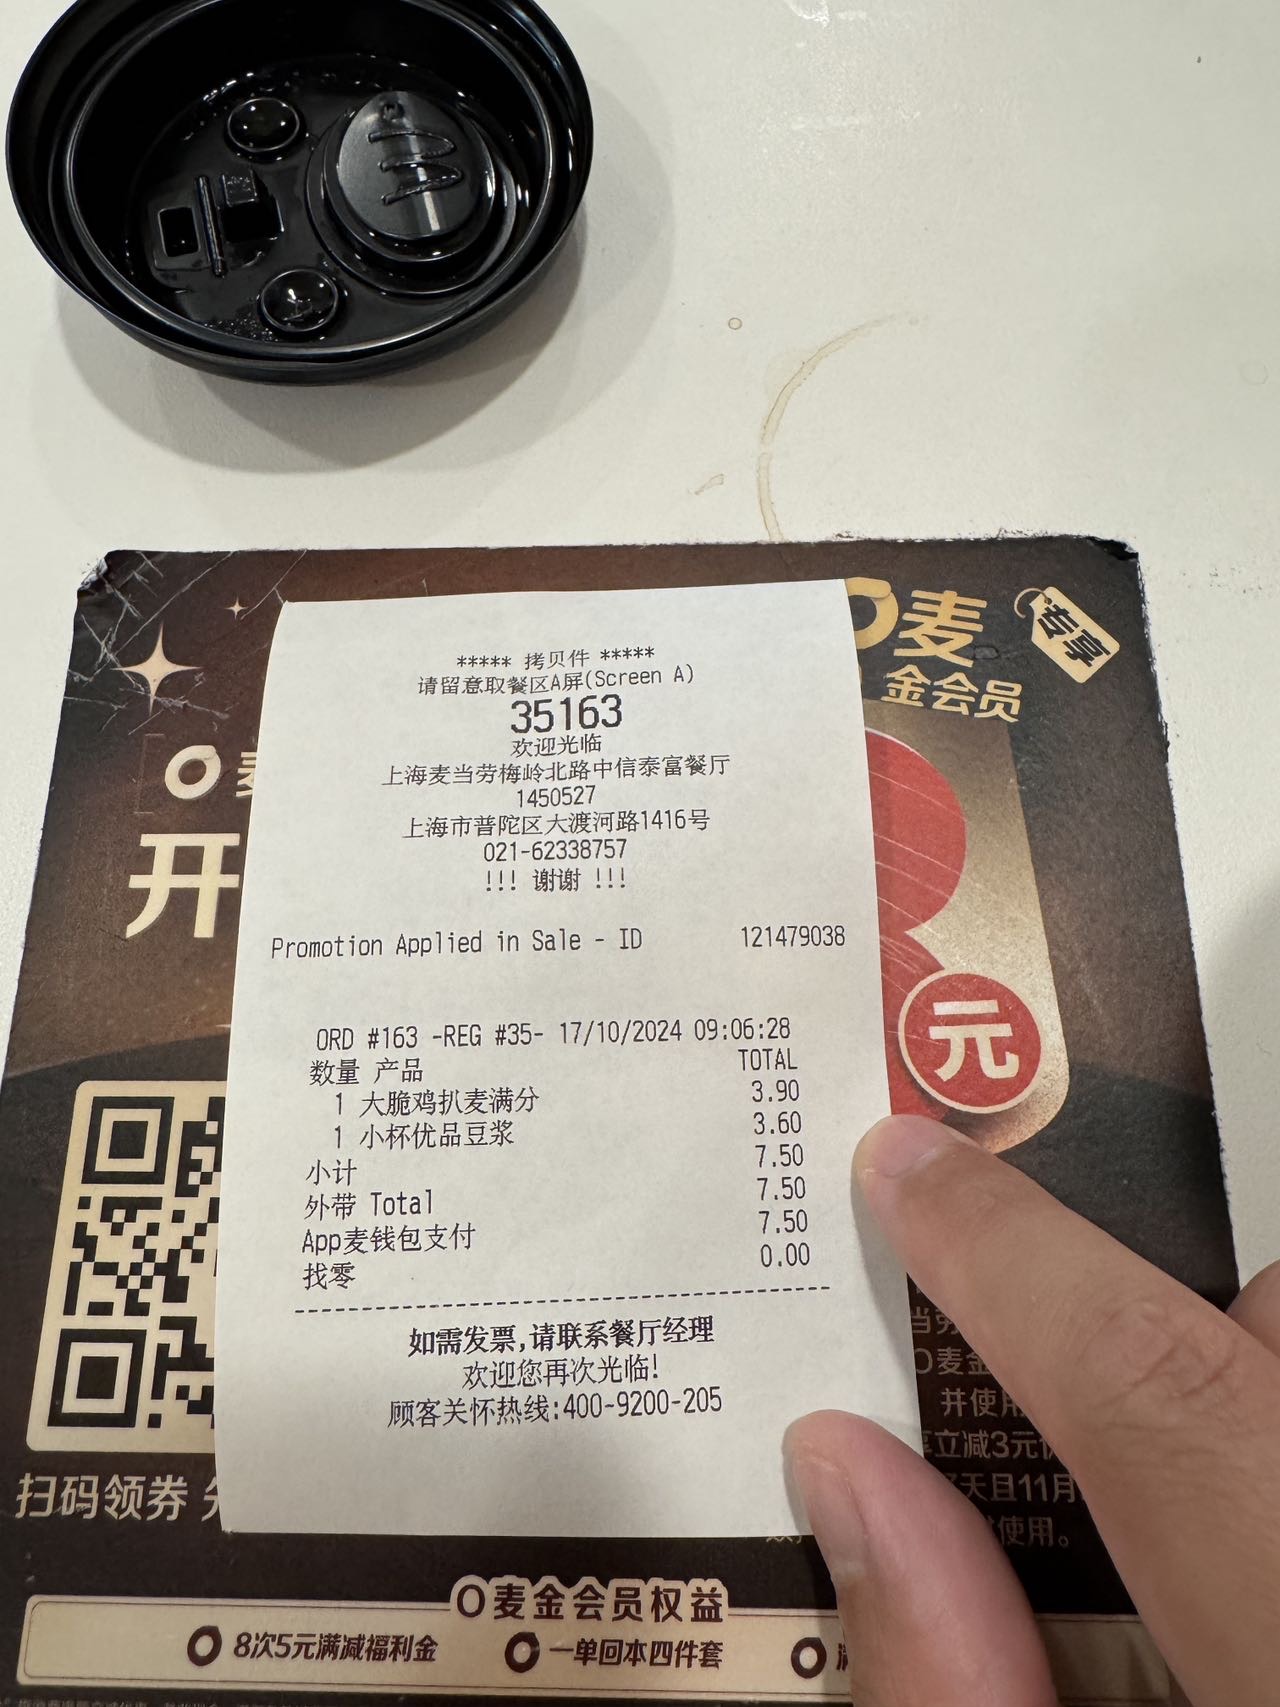 ***** 拷贝件 *****
请留意取餐区A屏(Screen A)
35163
欢迎光临
上海麦当劳梅岭北路中信泰富餐厅
1450527
上海市普陀区大渡河路1416号
021-62338757
!!! 谢谢 !!!
Promotion Applied in Sale - ID 121479038
ORD #163 -REG #35- 17/10/2024 09:06:28
数量 产品 TOTAL
1 大脆鸡扒麦满分 3.90
1 小杯优品豆浆 3.60
小计 7.50
外带 Total 7.50
App麦钱包支付 7.50
找零 0.00
如需发票,请联系餐厅经理
欢迎您再次光临!
顾客关怀热线:400-9200-205
O麦
专享
金会员
开
元
O麦金
并使用
享立减3元
天且11月
使用。
扫码领券
O麦金会员权益
8次5元满减福利金
一单回本四件套